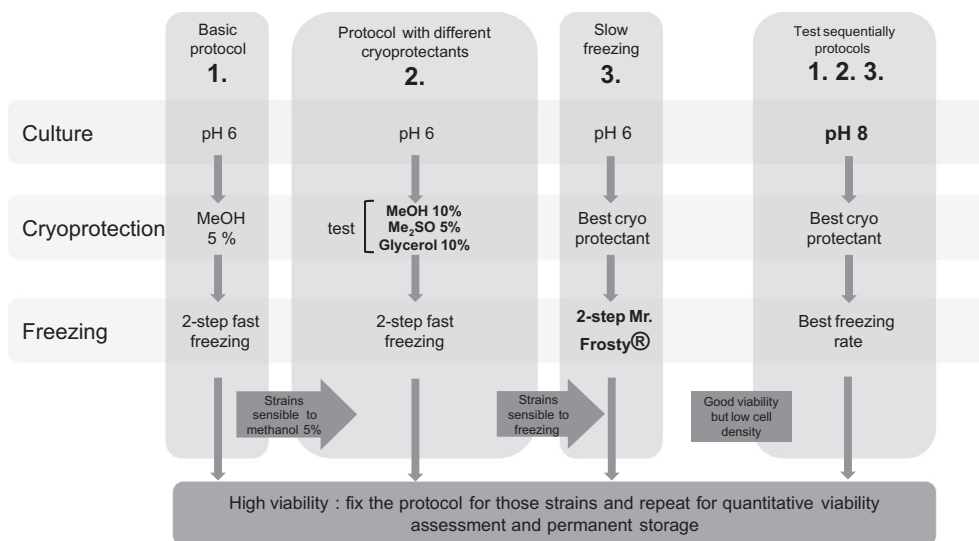 Basic
protocol
1.
Protocol with different
cryoprotectants
2.
Slow
freezing
3.
Test sequentially
protocols
1. 2. 3.
Culture
pH 6
pH 6
pH 6
pH 8
Cryoprotection
MeOH
5 %
test
MeOH 10%
Me₂SO 5%
Glycerol 10%
Best cryo
protectant
Best cryo
protectant
Freezing
2-step fast
freezing
2-step fast
freezing
2-step Mr.
Frosty®
Best freezing
rate
Strains
sensible to
methanol 5%
Strains
sensible to
freezing
Good viability
but low cell
density
High viability : fix the protocol for those strains and repeat for quantitative viability
assessment and permanent storage